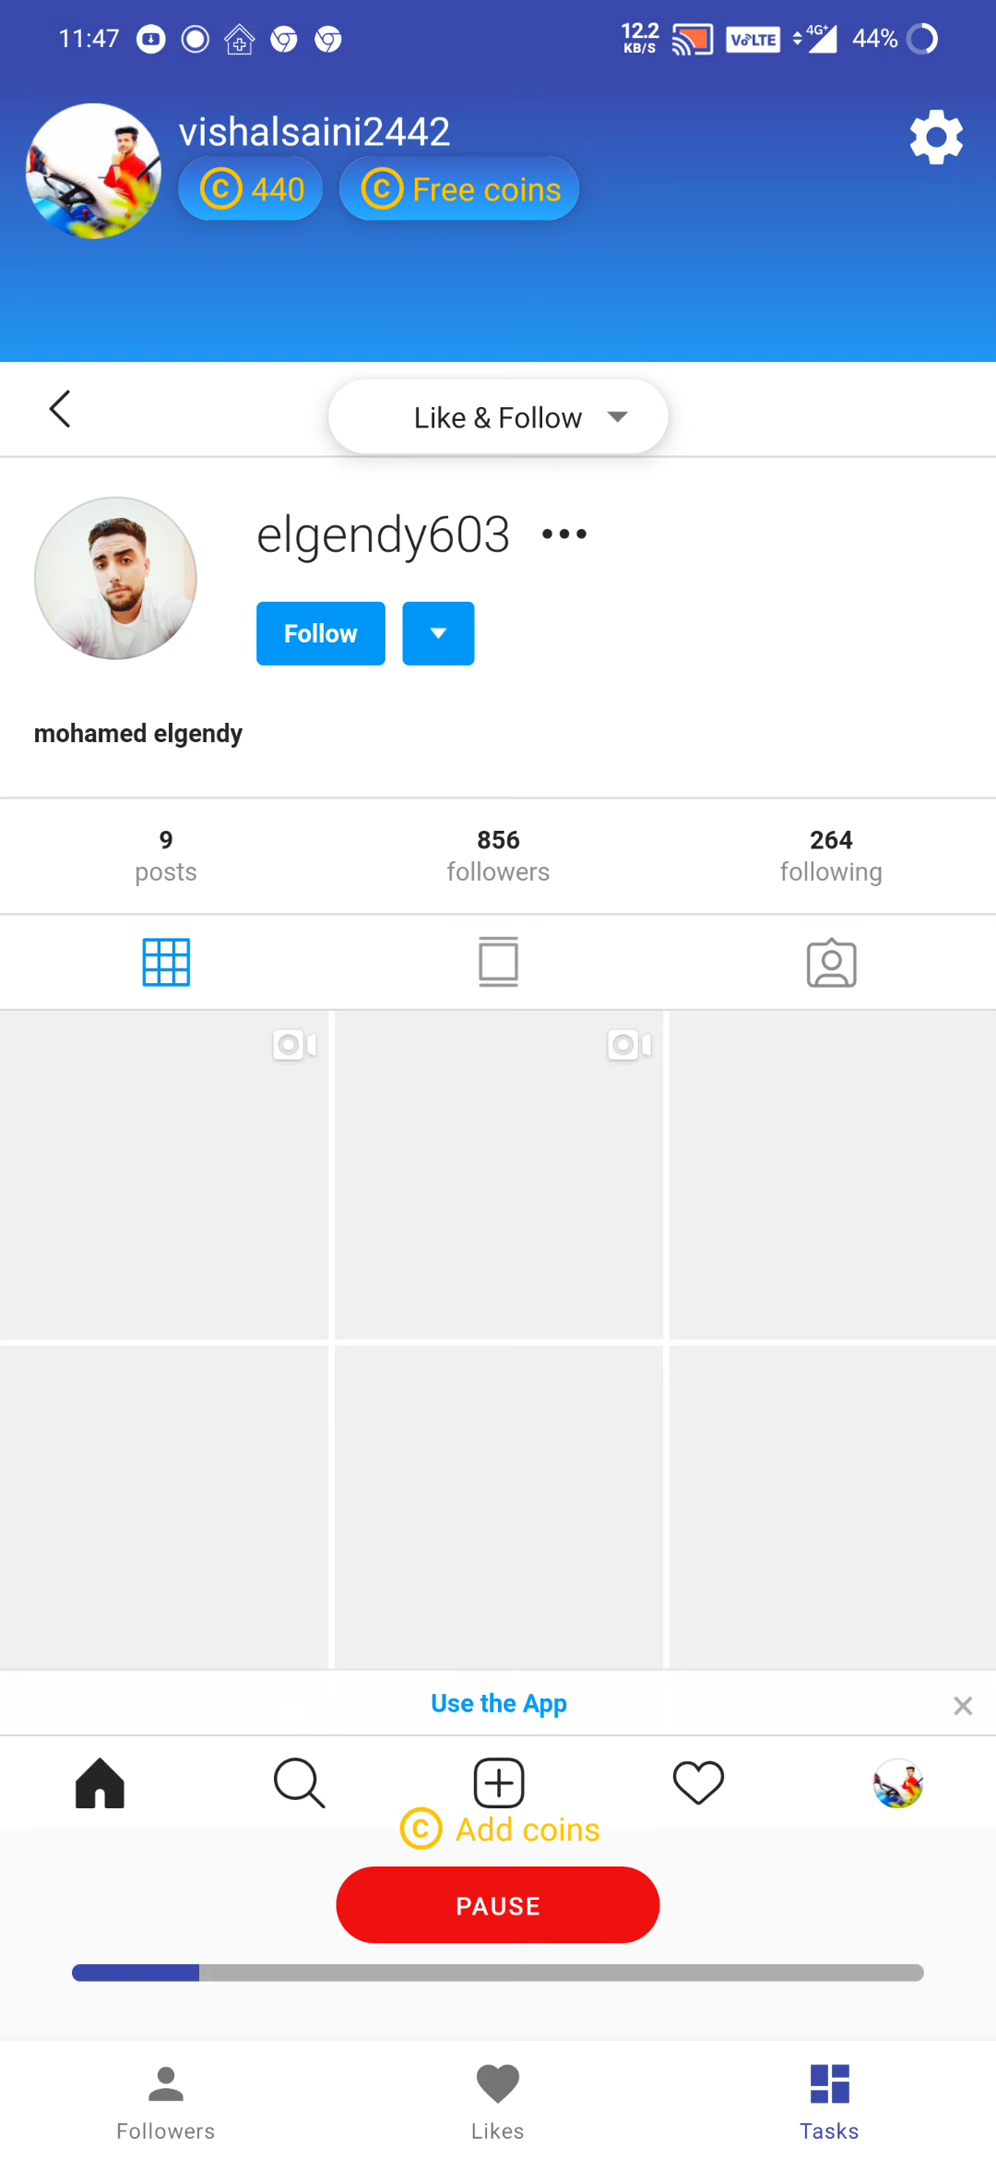 11:47
12.2
KB/S
VoLTE
4G+
44%
vishalsaini2442
C 440
C Free coins
Like & Follow
elgendy603 •••
Follow
mohamed elgendy
9
posts
856
followers
264
following
Use the App
C Add coins
PAUSE
Followers
Likes
Tasks